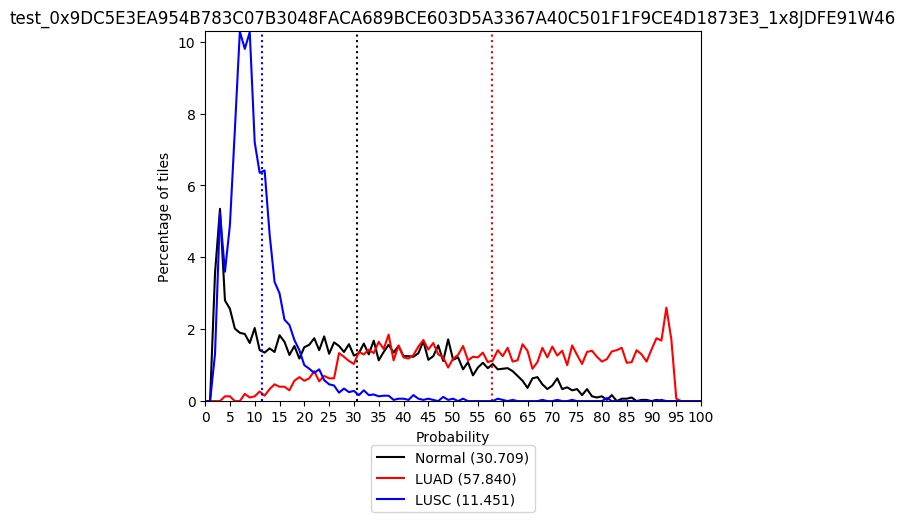 test_0x9DC5E3EA954B783C07B3048FACA689BCE603D5A3367A40C501F1F9CE4D1873E3_1x8JDFE91W46
10
8
6
4
2
0
Percentage of tiles
0 5 10 15 20 25 30 35 40 45 50 55 60 65 70 75 80 85 90 95 100
Probability
Normal (30.709)
LUAD (57.840)
LUSC (11.451)